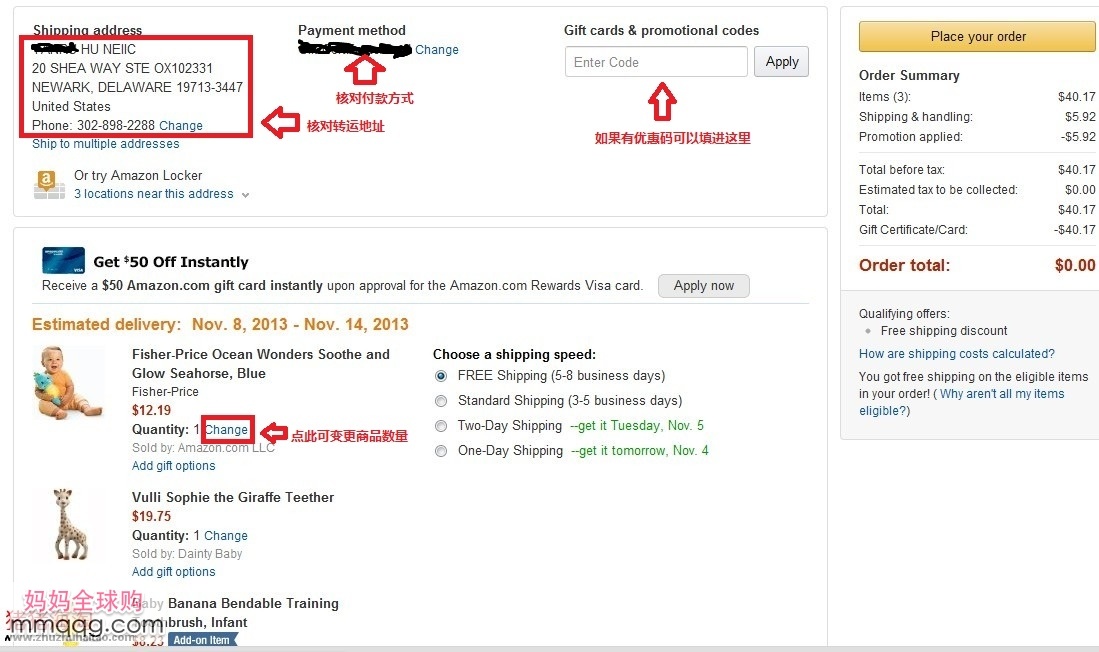 Shipping address
HU NEIIC
20 SHEA WAY STE OX102331
NEWARK, DELAWARE 19713-3447
United States
Phone: 302-898-2288 Change
Ship to multiple addresses
核对转运地址
Or try Amazon Locker
3 locations near this address
Payment method
Change
核对付款方式
Gift cards & promotional codes
Enter Code
Apply
如果有优惠码可以填进这里
Place your order
Order Summary
Items (3): $40.17
Shipping & handling: $5.92
Promotion applied: -$5.92
Total before tax: $40.17
Estimated tax to be collected: $0.00
Total: $40.17
Gift Certificate/Card: -$40.17
Order total: $0.00
Qualifying offers:
Free shipping discount
How are shipping costs calculated?
You got free shipping on the eligible items
in your order! ( Why aren't all my items
eligible?)
Get $50 Off Instantly
Receive a $50 Amazon.com gift card instantly upon approval for the Amazon.com Rewards Visa card.
Apply now
Estimated delivery: Nov. 8, 2013 - Nov. 14, 2013
Fisher-Price Ocean Wonders Soothe and
Glow Seahorse, Blue
Fisher-Price
$12.19
Quantity: 1 Change
点此可变更商品数量
Sold by: Amazon.com LLC
Add gift options
Choose a shipping speed:
FREE Shipping (5-8 business days)
Standard Shipping (3-5 business days)
Two-Day Shipping --get it Tuesday, Nov. 5
One-Day Shipping --get it tomorrow, Nov. 4
Vulli Sophie the Giraffe Teether
$19.75
Quantity: 1 Change
Sold by: Dainty Baby
Add gift options
Baby Banana Bendable Training
Toothbrush, Infant
$8.23 Add-on Item
妈妈全球购
mmqqg.com